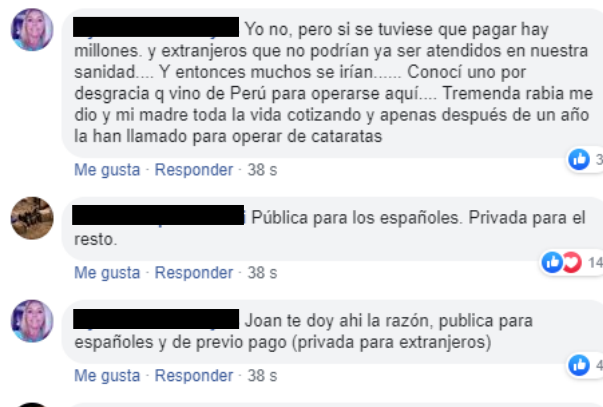 Yo no, pero si se tuviese que pagar hay
millones. y extranjeros que no podrían ya ser atendidos en nuestra
sanidad.... Y entonces muchos se irían...... Conocí uno por
desgracia q vino de Perú para operarse aquí.... Tremenda rabia me
dio y mi madre toda la vida cotizando y apenas después de un año
la han llamado para operar de cataratas
3
Me gusta · Responder · 38 s
Pública para los españoles. Privada para el
resto.
14
Me gusta · Responder · 38 s
Joan te doy ahi la razón, publica para
españoles y de previo pago (privada para extranjeros)
4
Me gusta · Responder · 38 s